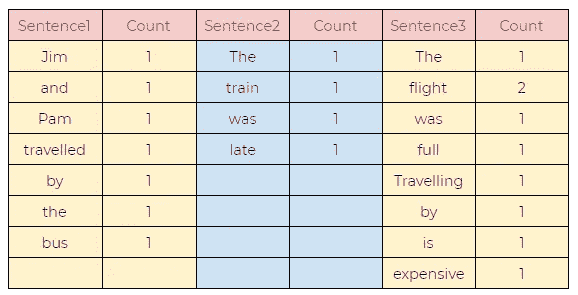 Sentence1 Count Sentence2 Count Sentence3 Count
Jim 1 The 1 The 1
and 1 train 1 flight 2
Pam 1 was 1 was 1
travelled 1 late 1 full 1
by 1 Travelling 1
the 1 by 1
bus 1 is 1
expensive 1